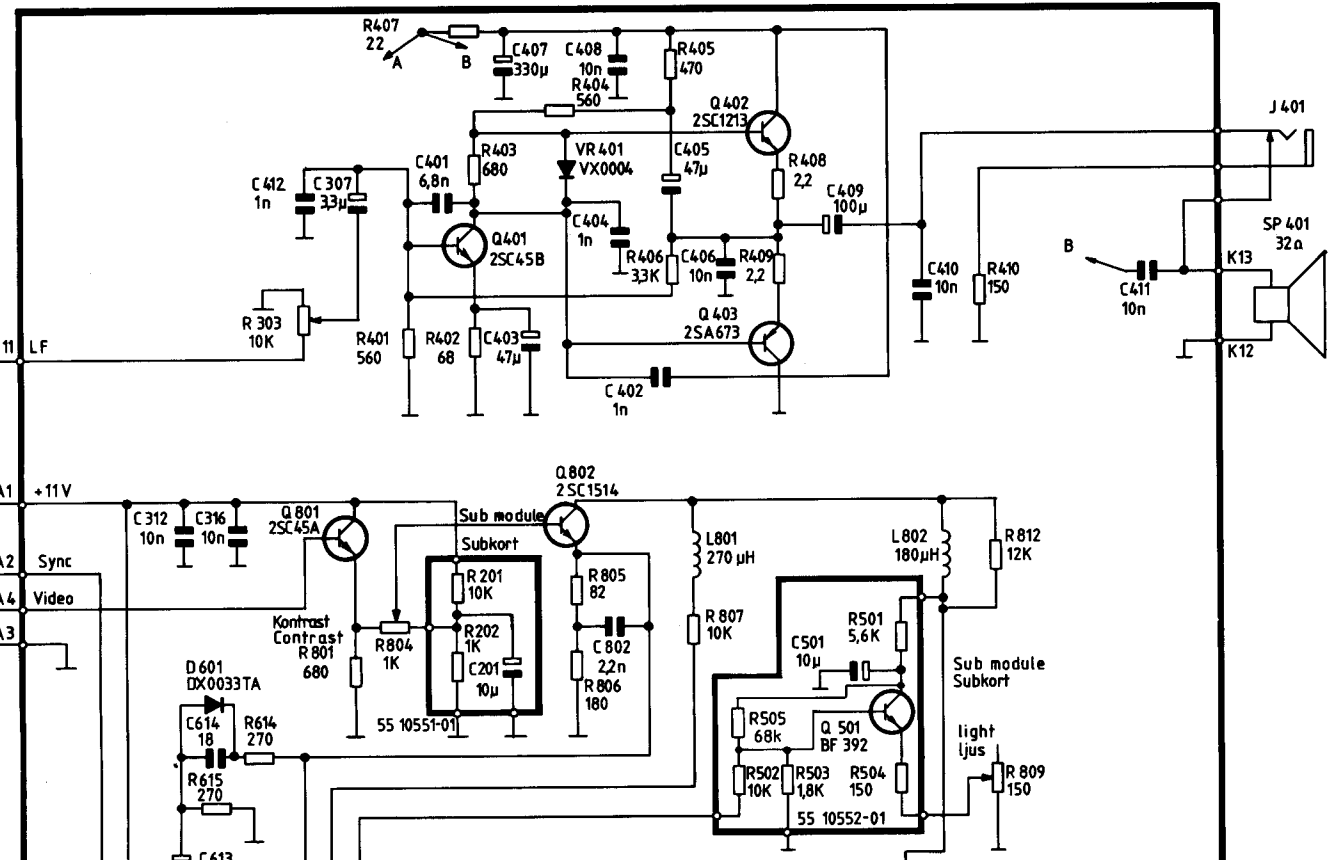 R407
22
A
B
C407
330µ
C408
10n
R405
470
R404
560
Q402
2SC1213
J401
C412
1n
C307
3,3µ
C401
6,8n
R403
680
VR401
VX0004
C405
47µ
R408
2,2
C409
100µ
Q401
2SC45B
C404
1n
R406
3,3K
C406
10n
R409
2,2
SP401
32Ω
B
C411
10n
K13
C410
10n
R410
150
R303
10K
Q403
2SA673
11
LF
R401
560
R402
68
C403
47µ
K12
C402
1n
A1
+11V
Q802
2SC1514
C312
10n
C316
10n
Q801
2SC45A
Sub module
Subkort
L801
270µH
L802
180µH
R812
12K
A2
Sync
R201
10K
R805
82
A4
Video
Kontrast
Contrast
R801
680
R804
1K
R202
1K
C201
10µ
C802
2,2n
R807
10K
R501
5,6K
A3
C501
10µ
Sub module
Subkort
D601
DX0033TA
R806
180
C614
18
R614
270
55 10551-01
R505
68k
Q501
BF392
light
ljus
R615
270
R502
10K
R503
1,8K
R504
150
R809
150
55 10552-01
C613